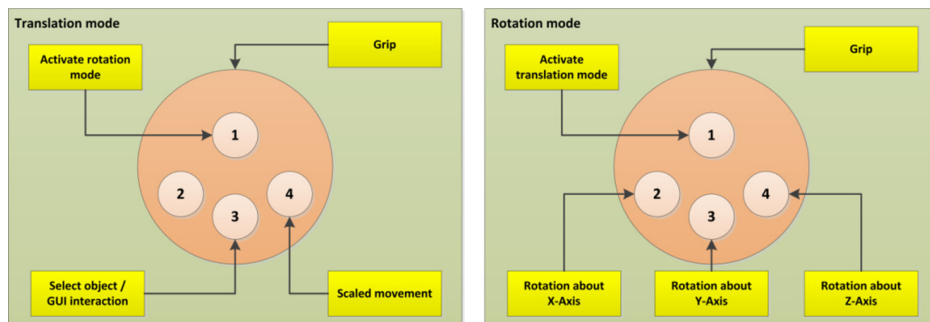 Translation mode
Grip
Activate rotation
mode
1
2
4
3
Select object /
GUI interaction
Scaled movement
Rotation mode
Grip
Activate
translation mode
1
2
4
3
Rotation about
X-Axis
Rotation about
Y-Axis
Rotation about
Z-Axis